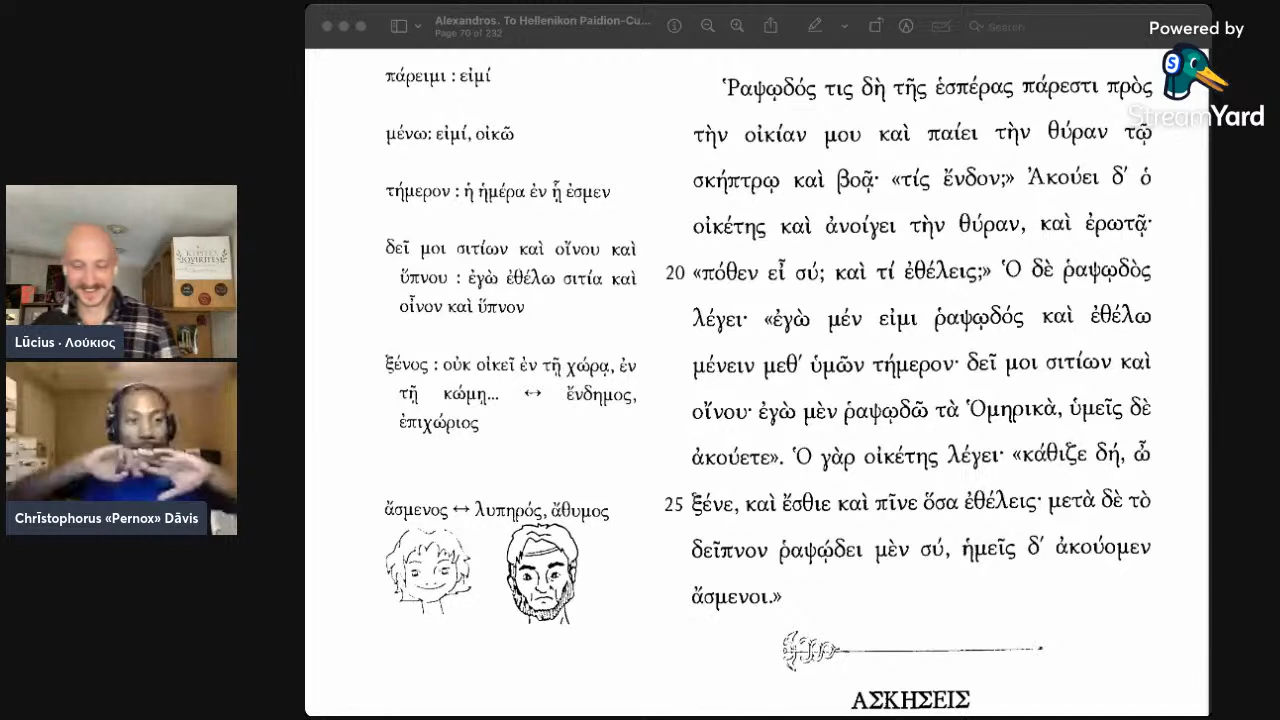 Alexandros. To Hellenikon Paidion-Cu...
Page 70 of 232
Search
Powered by
StreamYard
πάρειμι : εἰμί
μένω: εἰμί, οἰκῶ
τήμερον : ἡ ἡμέρα ἐν ᾗ ἐσμεν
δεῖ μοι σιτίων καὶ οἴνου καὶ
ὕπνου : ἐγὼ ἐθέλω σιτία καὶ
οἶνον καὶ ὕπνον
ξένος : οὐκ οἰκεῖ ἐν τῇ χώρᾳ, ἐν
τῇ κώμῃ... ↔ ἔνδημος,
ἐπιχώριος
ἄσμενος ↔ λυπηρός, ἄθυμος
Ῥαψῳδός τις δὴ τῆς ἑσπέρας πάρεστι πρὸς
τὴν οἰκίαν μου καὶ παίει τὴν θύραν τῷ
σκήπτρῳ καὶ βοᾷ· «τίς ἔνδον;» Ἀκούει δ’ ὁ
οἰκέτης καὶ ἀνοίγει τὴν θύραν, καὶ ἐρωτᾷ·
20 «πόθεν εἶ σύ; καὶ τί ἐθέλεις;» Ὁ δὲ ῥαψῳδὸς
λέγει· «ἐγὼ μέν εἰμι ῥαψῳδός καὶ ἐθέλω
μένειν μεθ’ ὑμῶν τήμερον· δεῖ μοι σιτίων καὶ
οἴνου· ἐγὼ μὲν ῥαψῳδῶ τὰ Ὁμηρικὰ, ὑμεῖς δὲ
ἀκούετε». Ὁ γὰρ οἰκέτης λέγει· «κάθιζε δή, ὦ
25 ξένε, καὶ ἔσθιε καὶ πῖνε ὅσα ἐθέλεις· μετὰ δὲ τὸ
δεῖπνον ῥαψῴδει μὲν σύ, ἡμεῖς δ’ ἀκούομεν
ἄσμενοι.»
ΑΣΚΗΣΕΙΣ
Lūcius · Λούκιος
Chrīstophorus «Pernox» Dāvis